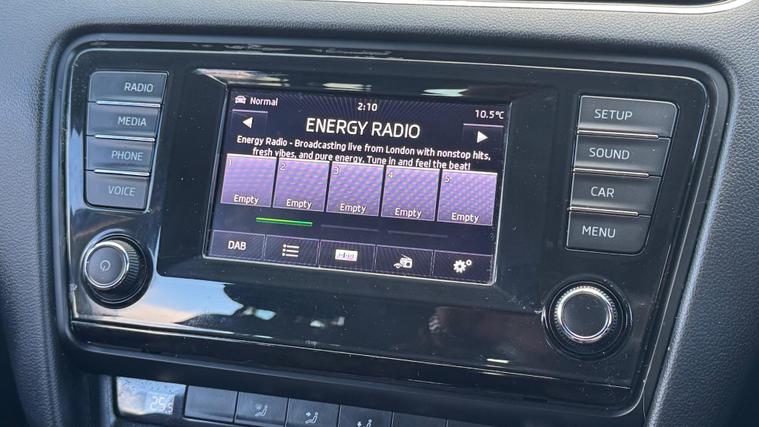 RADIO
MEDIA
PHONE
VOICE
Normal
2:10
10.5°C
ENERGY RADIO
Energy Radio - Broadcasting live from London with nonstop hits,
fresh vibes, and pure energy. Tune in and feel the beat!
1 2 3 4 5
Empty Empty Empty Empty Empty
DAB
SETUP
SOUND
CAR
MENU